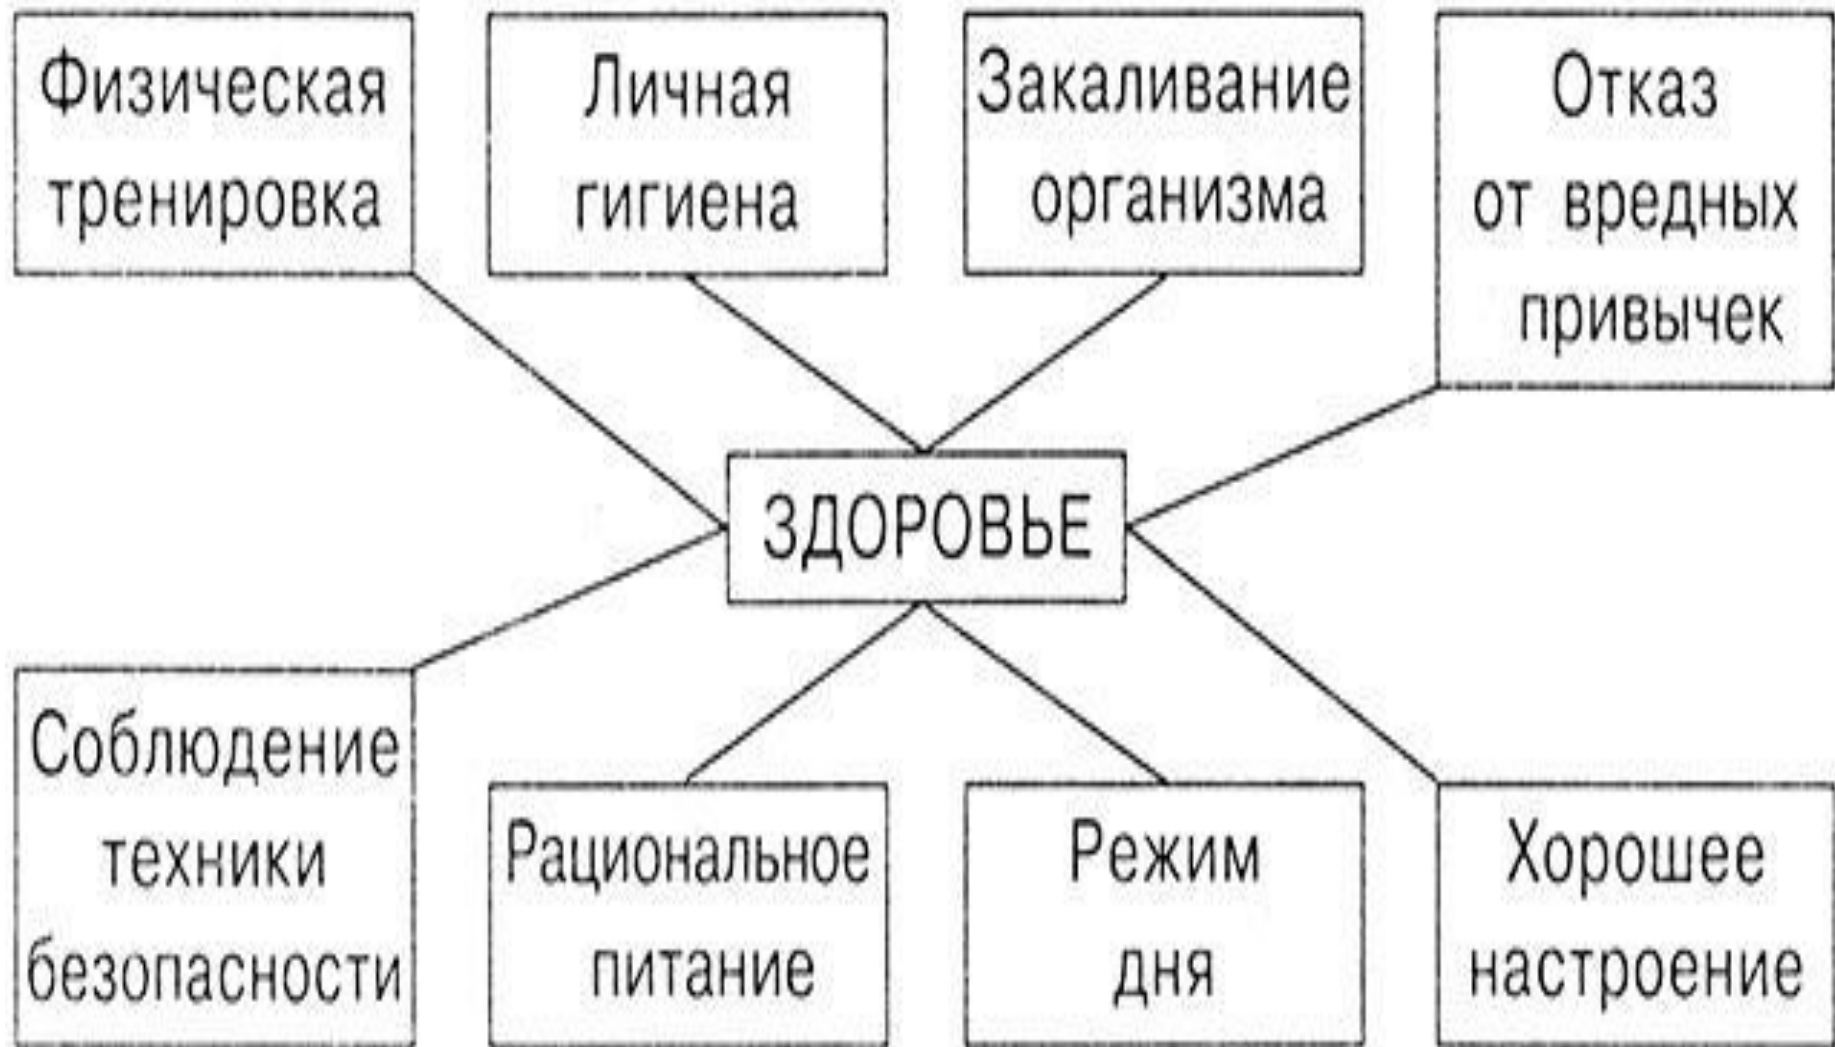 Физическая
тренировка
Личная
гигиена
Закаливание
организма
Отказ
от вредных
привычек
ЗДОРОВЬЕ
Соблюдение
техники
безопасности
Рациональное
питание
Режим
дня
Хорошее
настроение